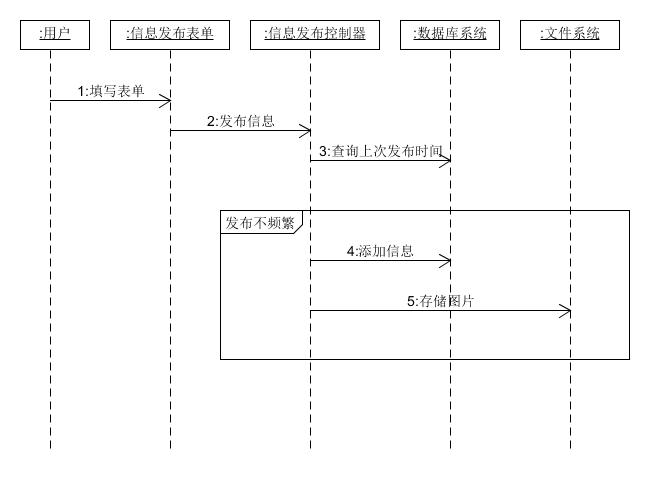 :用户
:信息发布表单
:信息发布控制器
:数据库系统
:文件系统
1:填写表单
2:发布信息
3:查询上次发布时间
发布不频繁
4:添加信息
5:存储图片